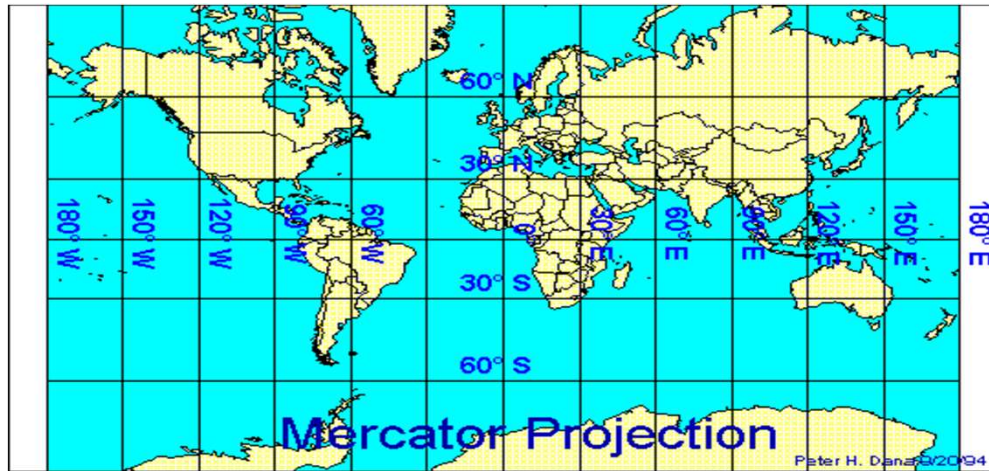 60° N
30° N
180° W
150° W
120° W
90° W
60° W
0°
30° E
60° E
90° E
120° E
150° E
180° E
30° S
60° S
Mercator Projection
Peter H. Dana 9/20/94